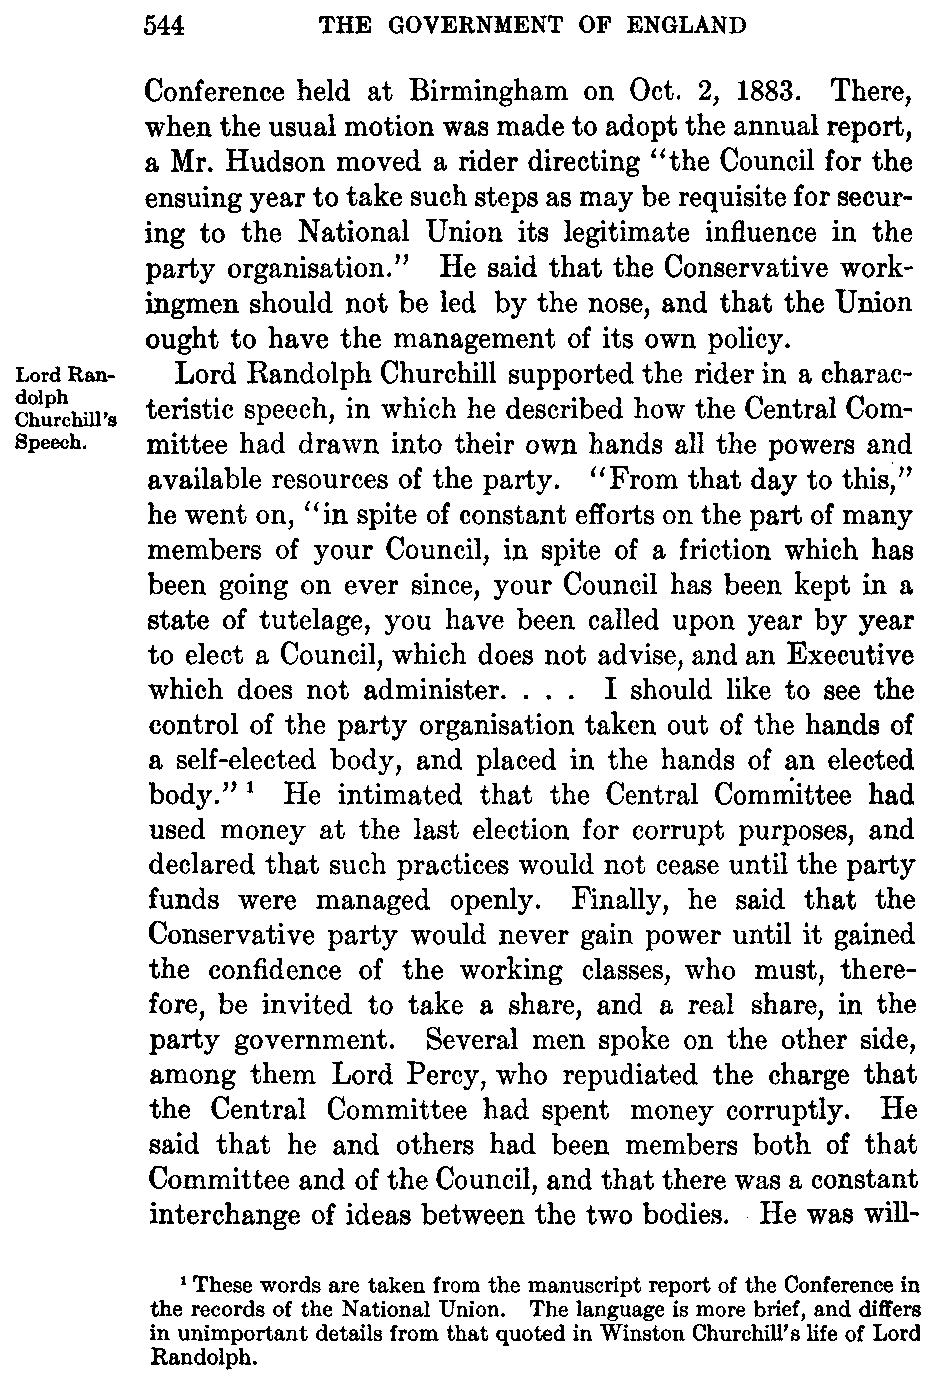 544 THE GOVERNMENT OF ENGLAND
Conference held at Birmingham on Oct. 2, 1883. There,
when the usual motion was made to adopt the annual report,
a Mr. Hudson moved a rider directing "the Council for the
ensuing year to take such steps as may be requisite for secur-
ing to the National Union its legitimate influence in the
party organisation." He said that the Conservative work-
ingmen should not be led by the nose, and that the Union
ought to have the management of its own policy.
Lord Ran-
dolph
Churchill's
Speech.
Lord Randolph Churchill supported the rider in a charac-
teristic speech, in which he described how the Central Com-
mittee had drawn into their own hands all the powers and
available resources of the party. "From that day to this,"
he went on, "in spite of constant efforts on the part of many
members of your Council, in spite of a friction which has
been going on ever since, your Council has been kept in a
state of tutelage, you have been called upon year by year
to elect a Council, which does not advise, and an Executive
which does not administer. . . . I should like to see the
control of the party organisation taken out of the hands of
a self-elected body, and placed in the hands of an elected
body." ¹ He intimated that the Central Committee had
used money at the last election for corrupt purposes, and
declared that such practices would not cease until the party
funds were managed openly. Finally, he said that the
Conservative party would never gain power until it gained
the confidence of the working classes, who must, there-
fore, be invited to take a share, and a real share, in the
party government. Several men spoke on the other side,
among them Lord Percy, who repudiated the charge that
the Central Committee had spent money corruptly. He
said that he and others had been members both of that
Committee and of the Council, and that there was a constant
interchange of ideas between the two bodies. He was will-
¹ These words are taken from the manuscript report of the Conference in
the records of the National Union. The language is more brief, and differs
in unimportant details from that quoted in Winston Churchill's life of Lord
Randolph.